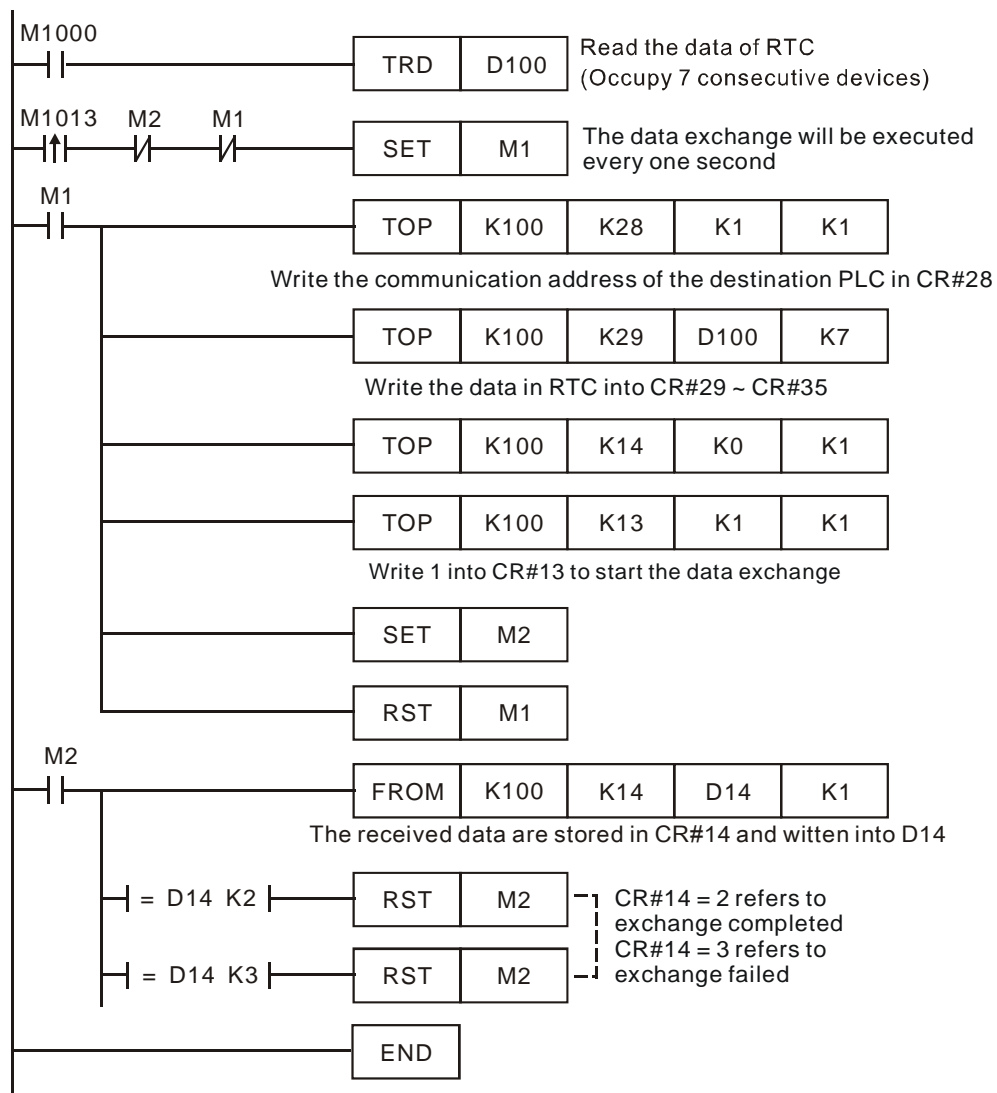 M1000
TRD D100
Read the data of RTC
(Occupy 7 consecutive devices)
M1013 M2 M1
SET M1
The data exchange will be executed
every one second
M1
TOP K100 K28 K1 K1
Write the communication address of the destination PLC in CR#28
TOP K100 K29 D100 K7
Write the data in RTC into CR#29 ~ CR#35
TOP K100 K14 K0 K1
TOP K100 K13 K1 K1
Write 1 into CR#13 to start the data exchange
SET M2
RST M1
M2
FROM K100 K14 D14 K1
The received data are stored in CR#14 and witten into D14
= D14 K2 RST M2
CR#14 = 2 refers to
exchange completed
CR#14 = 3 refers to
exchange failed
= D14 K3 RST M2
END